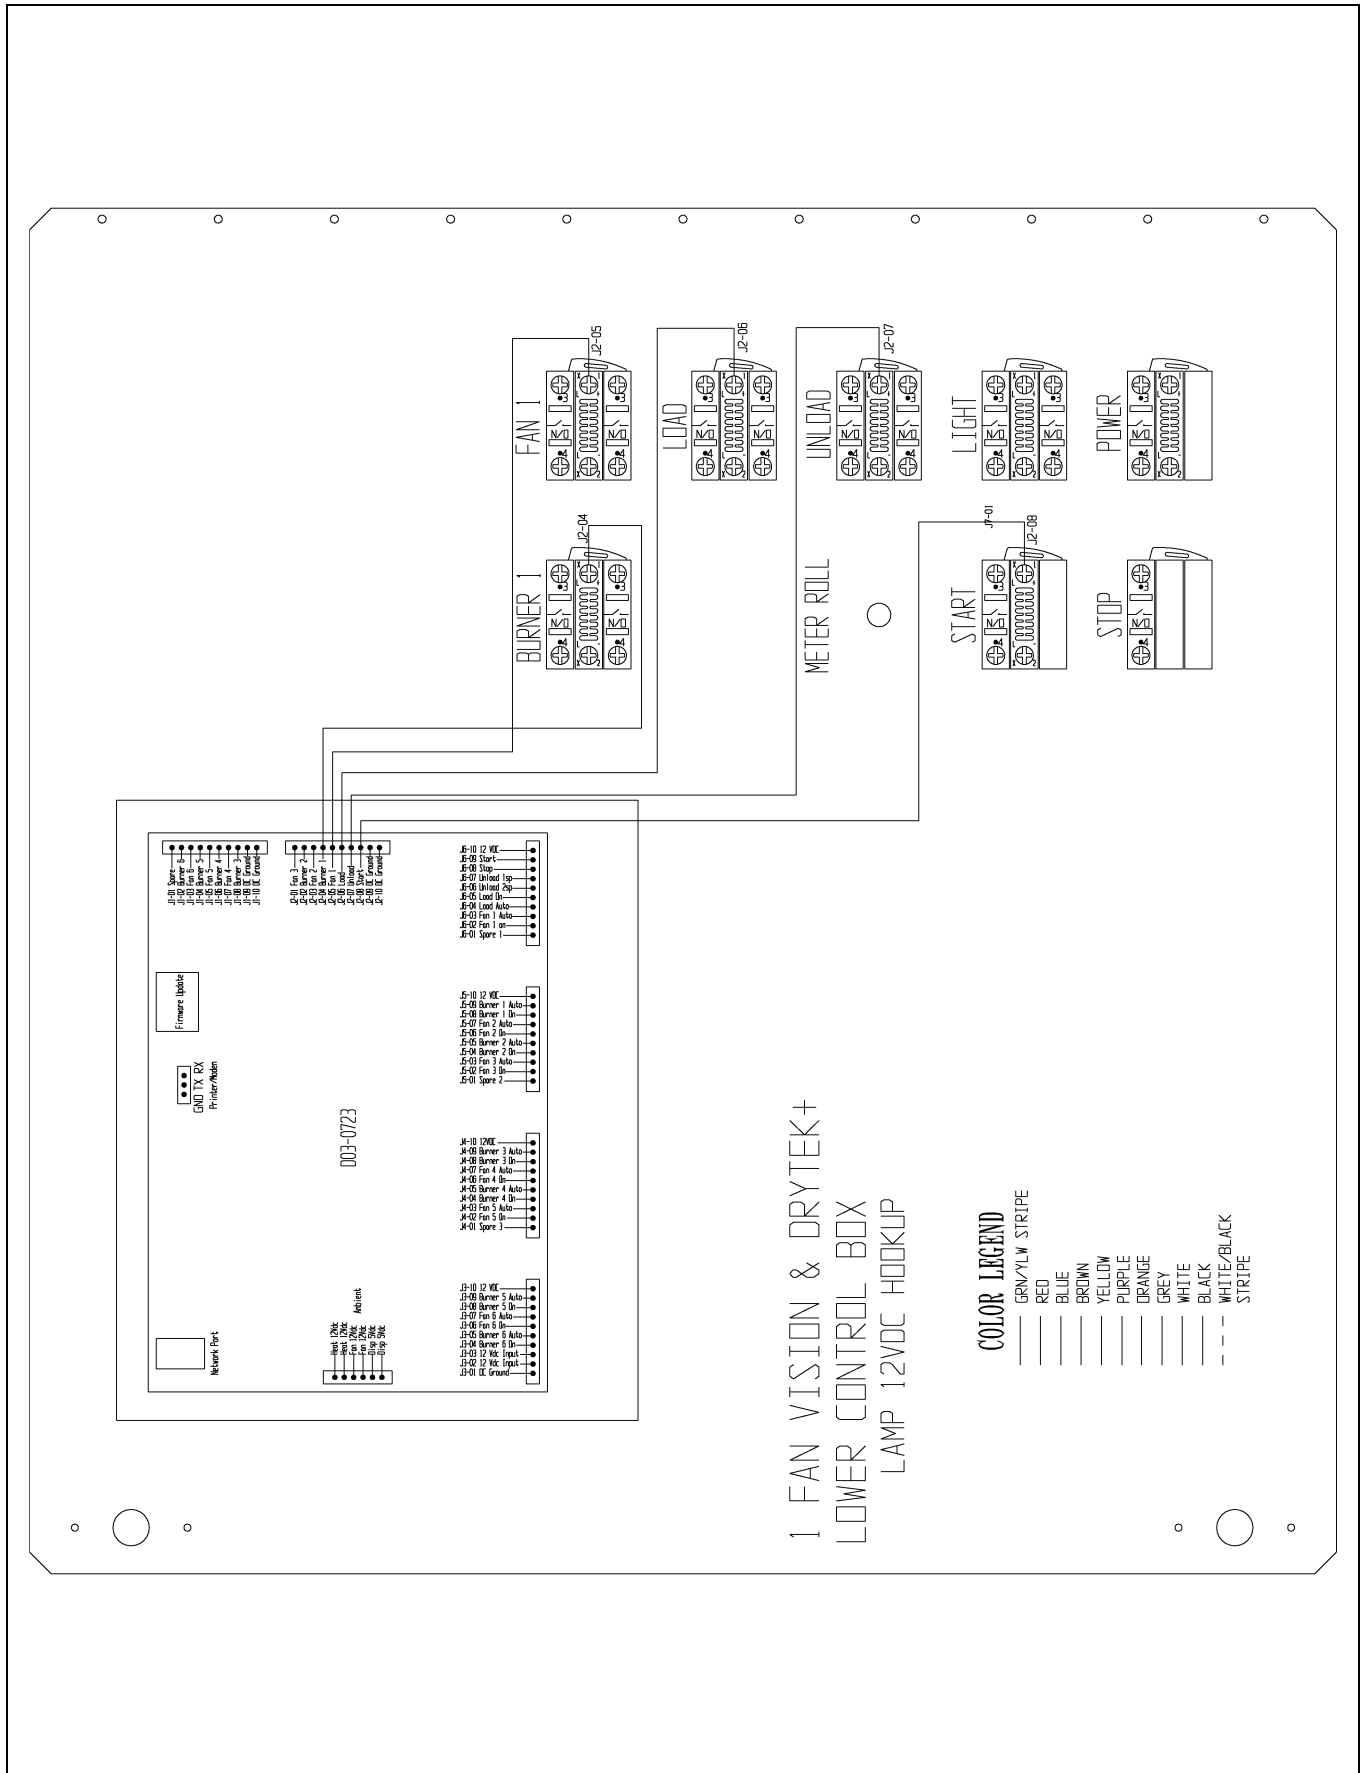 FAN 1
J2-05
LOAD
J2-06
UNLOAD
J2-07
LIGHT
POWER
BURNER 1
J2-04
METER ROLL
START
J7-01
J2-08
STOP
J1-01 Spare
J1-02 Burner 6
J1-03 Fan 6
J1-04 Burner 5
J1-05 Fan 5
J1-06 Burner 4
J1-07 Fan 4
J1-08 Burner 3
J1-09 DC Ground
J1-10 DC Ground
J2-01 Fan 3
J2-02 Burner 2
J2-03 Fan 2
J2-04 Burner 1
J2-05 Fan 1
J2-06 Load
J2-07 Unload
J2-08 Start
J2-09 DC Ground
J2-10 DC Ground
J6-10 12 VDC
J6-09 Start
J6-08 Stop
J6-07 Unload 1sp
J6-06 Unload 2sp
J6-05 Load On
J6-04 Load Auto
J6-03 Fan 1 Auto
J6-02 Fan 1 on
J6-01 Spare 1
Firmware Update
J5-10 12 VDC
J5-09 Burner 1 Auto
J5-08 Burner 1 On
J5-07 Fan 2 Auto
J5-06 Fan 2 On
J5-05 Burner 2 Auto
J5-04 Burner 2 On
J5-03 Fan 3 Auto
J5-02 Fan 3 On
J5-01 Spare 2
GND TX RX
Printer/Modem
D03-0723
J4-10 12VDC
J4-09 Burner 3 Auto
J4-08 Burner 3 On
J4-07 Fan 4 Auto
J4-06 Fan 4 On
J4-05 Burner 4 Auto
J4-04 Burner 4 On
J4-03 Fan 5 Auto
J4-02 Fan 5 On
J4-01 Spare 3
Network Port
Heat 12Vdc
Heat 12Vdc
Fan 12Vdc
Fan 12Vdc
Disp 5Vdc
Disp 5Vdc
Ambient
J3-10 12 VDC
J3-09 Burner 5 Auto
J3-08 Burner 5 On
J3-07 Fan 6 Auto
J3-06 Fan 6 On
J3-05 Burner 6 Auto
J3-04 Burner 6 On
J3-03 12 Vdc Input
J3-02 12 Vdc Input
J3-01 DC Ground
1 FAN VISION & DRYTEK+
LOWER CONTROL BOX
LAMP 12VDC HOOKUP
COLOR LEGEND
GRN/YLW STRIPE
RED
BLUE
BROWN
YELLOW
PURPLE
ORANGE
GREY
WHITE
BLACK
WHITE/BLACK
STRIPE